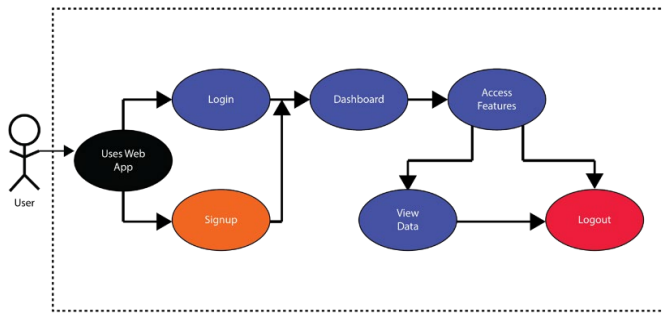 Login
Dashboard
Access
Features
Uses Web
App
User
Signup
View
Data
Logout